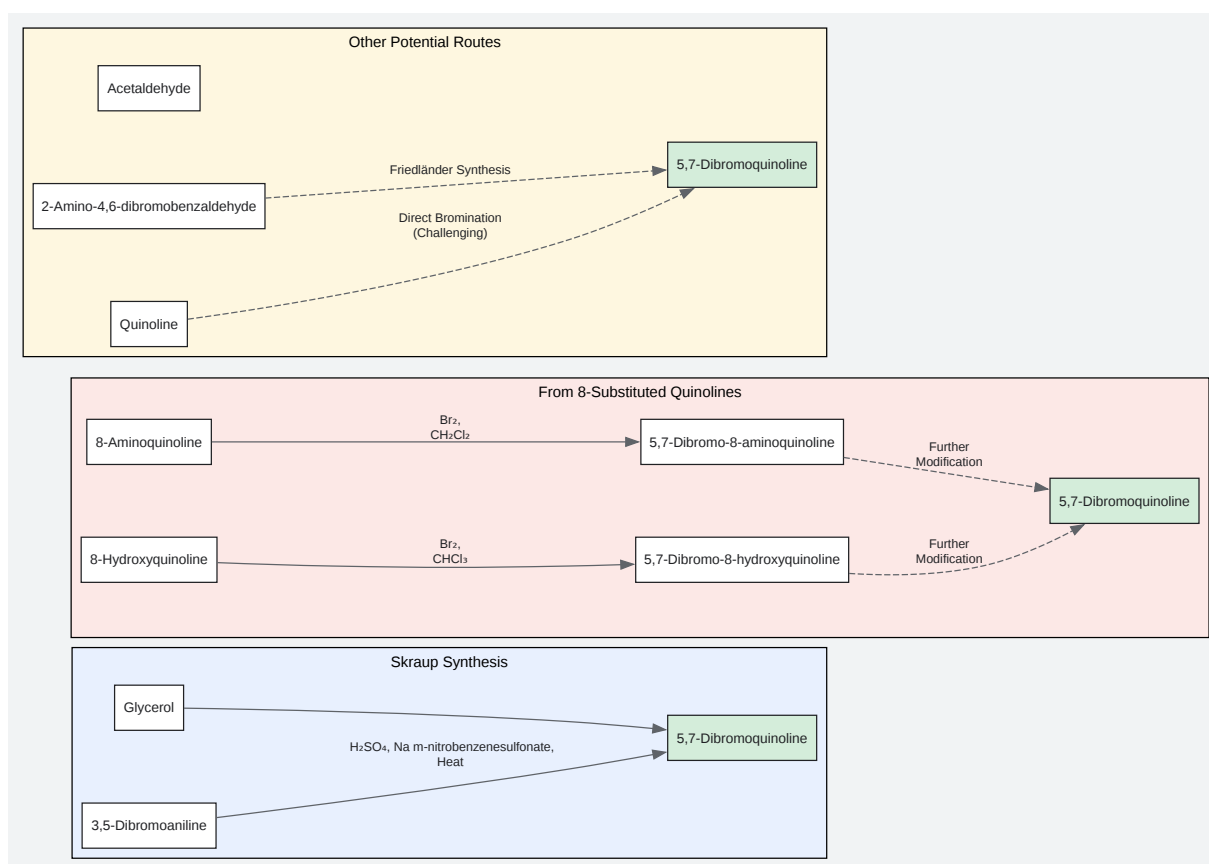 Other Potential Routes
Acetaldehyde
5,7-Dibromoquinoline
Friedländer Synthesis
2-Amino-4,6-dibromobenzaldehyde
Direct Bromination
(Challenging)
Quinoline
From 8-Substituted Quinolines
Br₂,
CH₂Cl₂
8-Aminoquinoline
5,7-Dibromo-8-aminoquinoline
Further
Modification
5,7-Dibromoquinoline
Br₂,
CHCl₃
8-Hydroxyquinoline
5,7-Dibromo-8-hydroxyquinoline
Further
Modification
Skraup Synthesis
Glycerol
5,7-Dibromoquinoline
H₂SO₄, Na m-nitrobenzenesulfonate,
Heat
3,5-Dibromoaniline